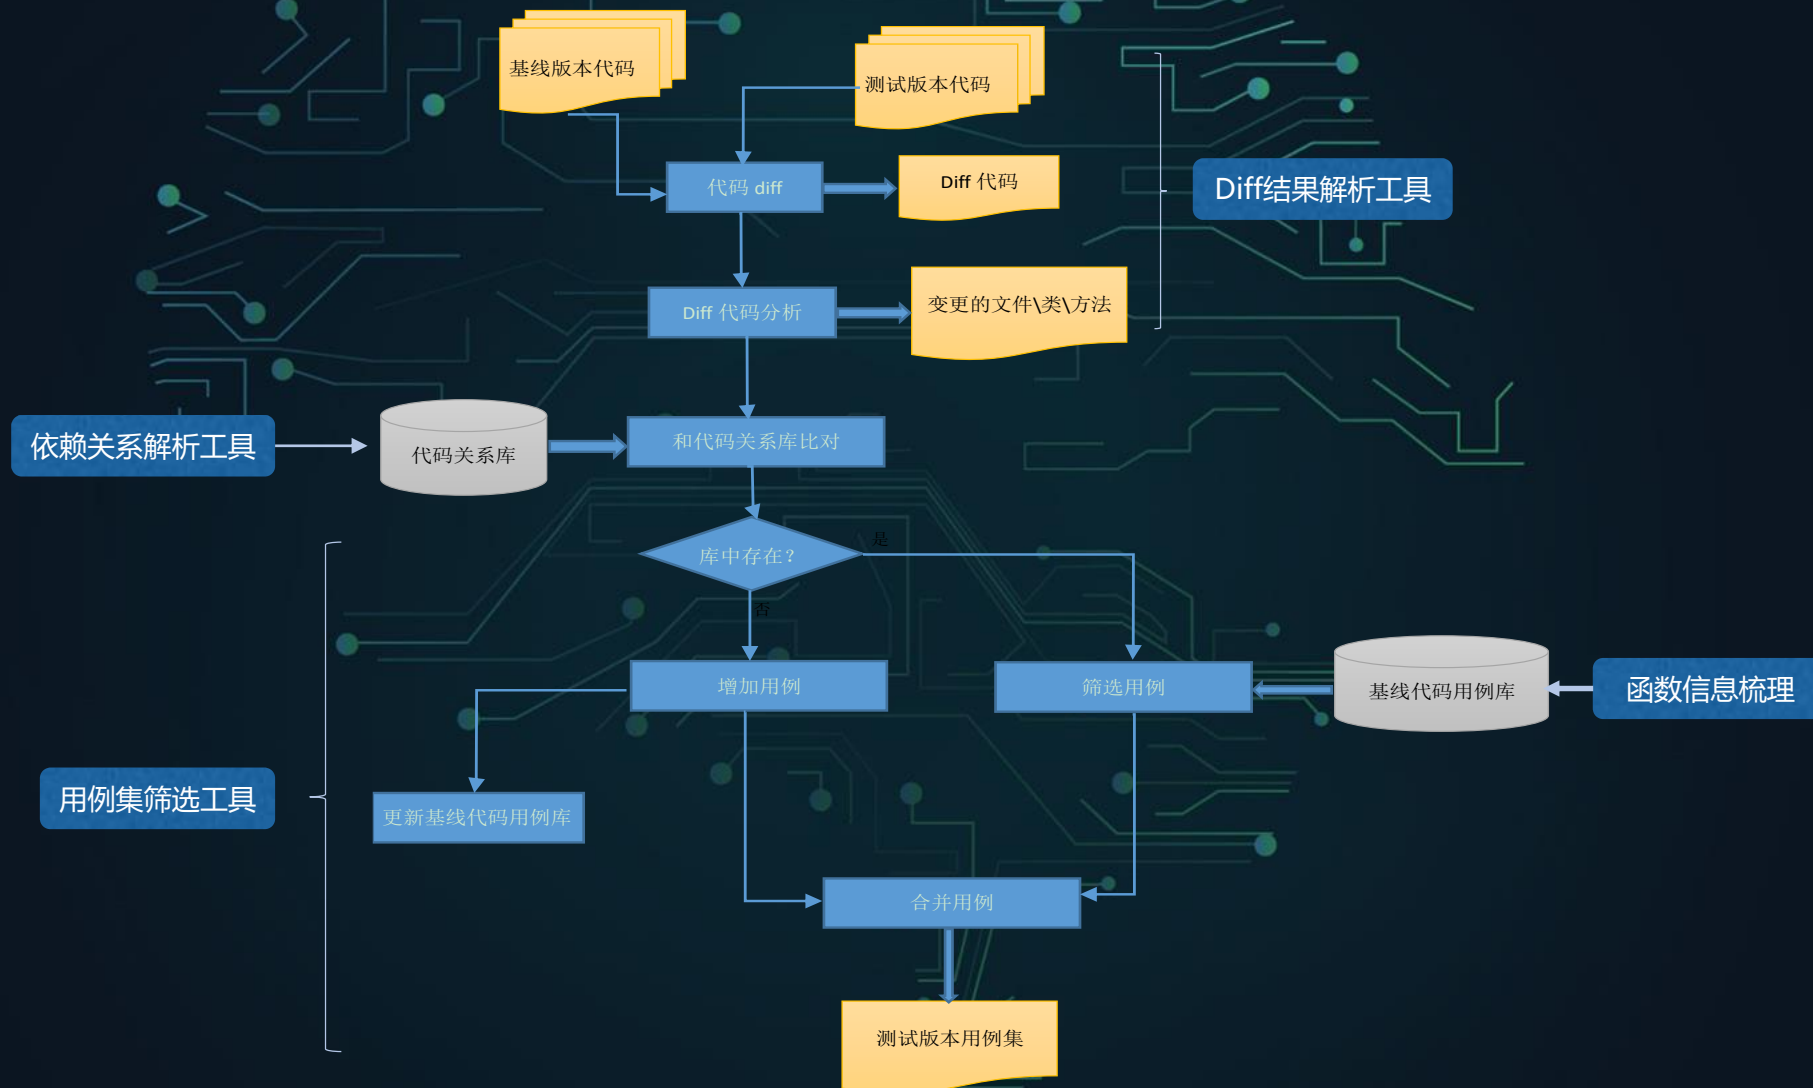 基线版本代码
测试版本代码
代码 diff
Diff 代码
Diff结果解析工具
Diff 代码分析
变更的文件\类\方法
依赖关系解析工具
代码关系库
和代码关系库比对
库中存在?
是
否
增加用例
筛选用例
基线代码用例库
函数信息梳理
用例集筛选工具
更新基线代码用例库
合并用例
测试版本用例集